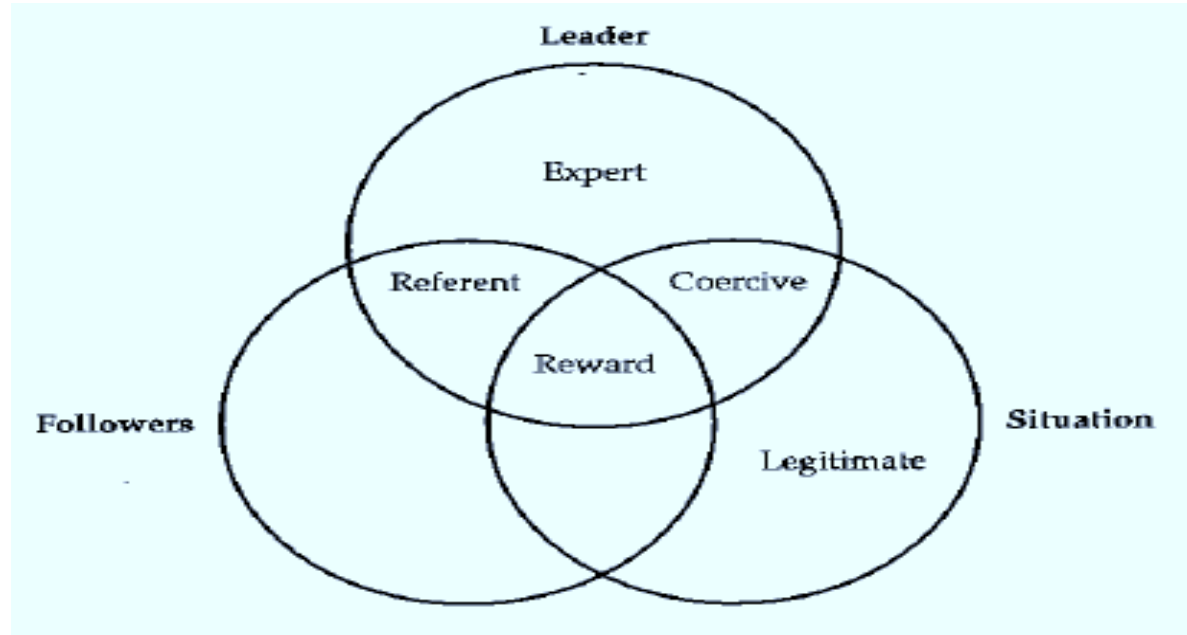 Leader
Expert
Referent
Coercive
Reward
Followers
Situation
Legitimate